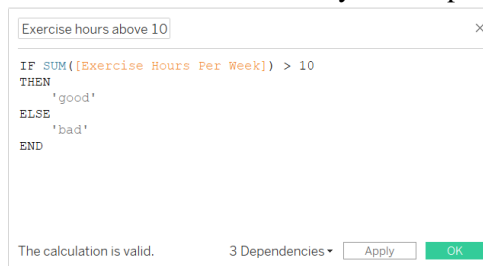 Exercise hours above 10
IF SUM([Exercise Hours Per Week]) > 10
THEN
'good'
ELSE
'bad'
END
The calculation is valid.
3 Dependencies
Apply
OK